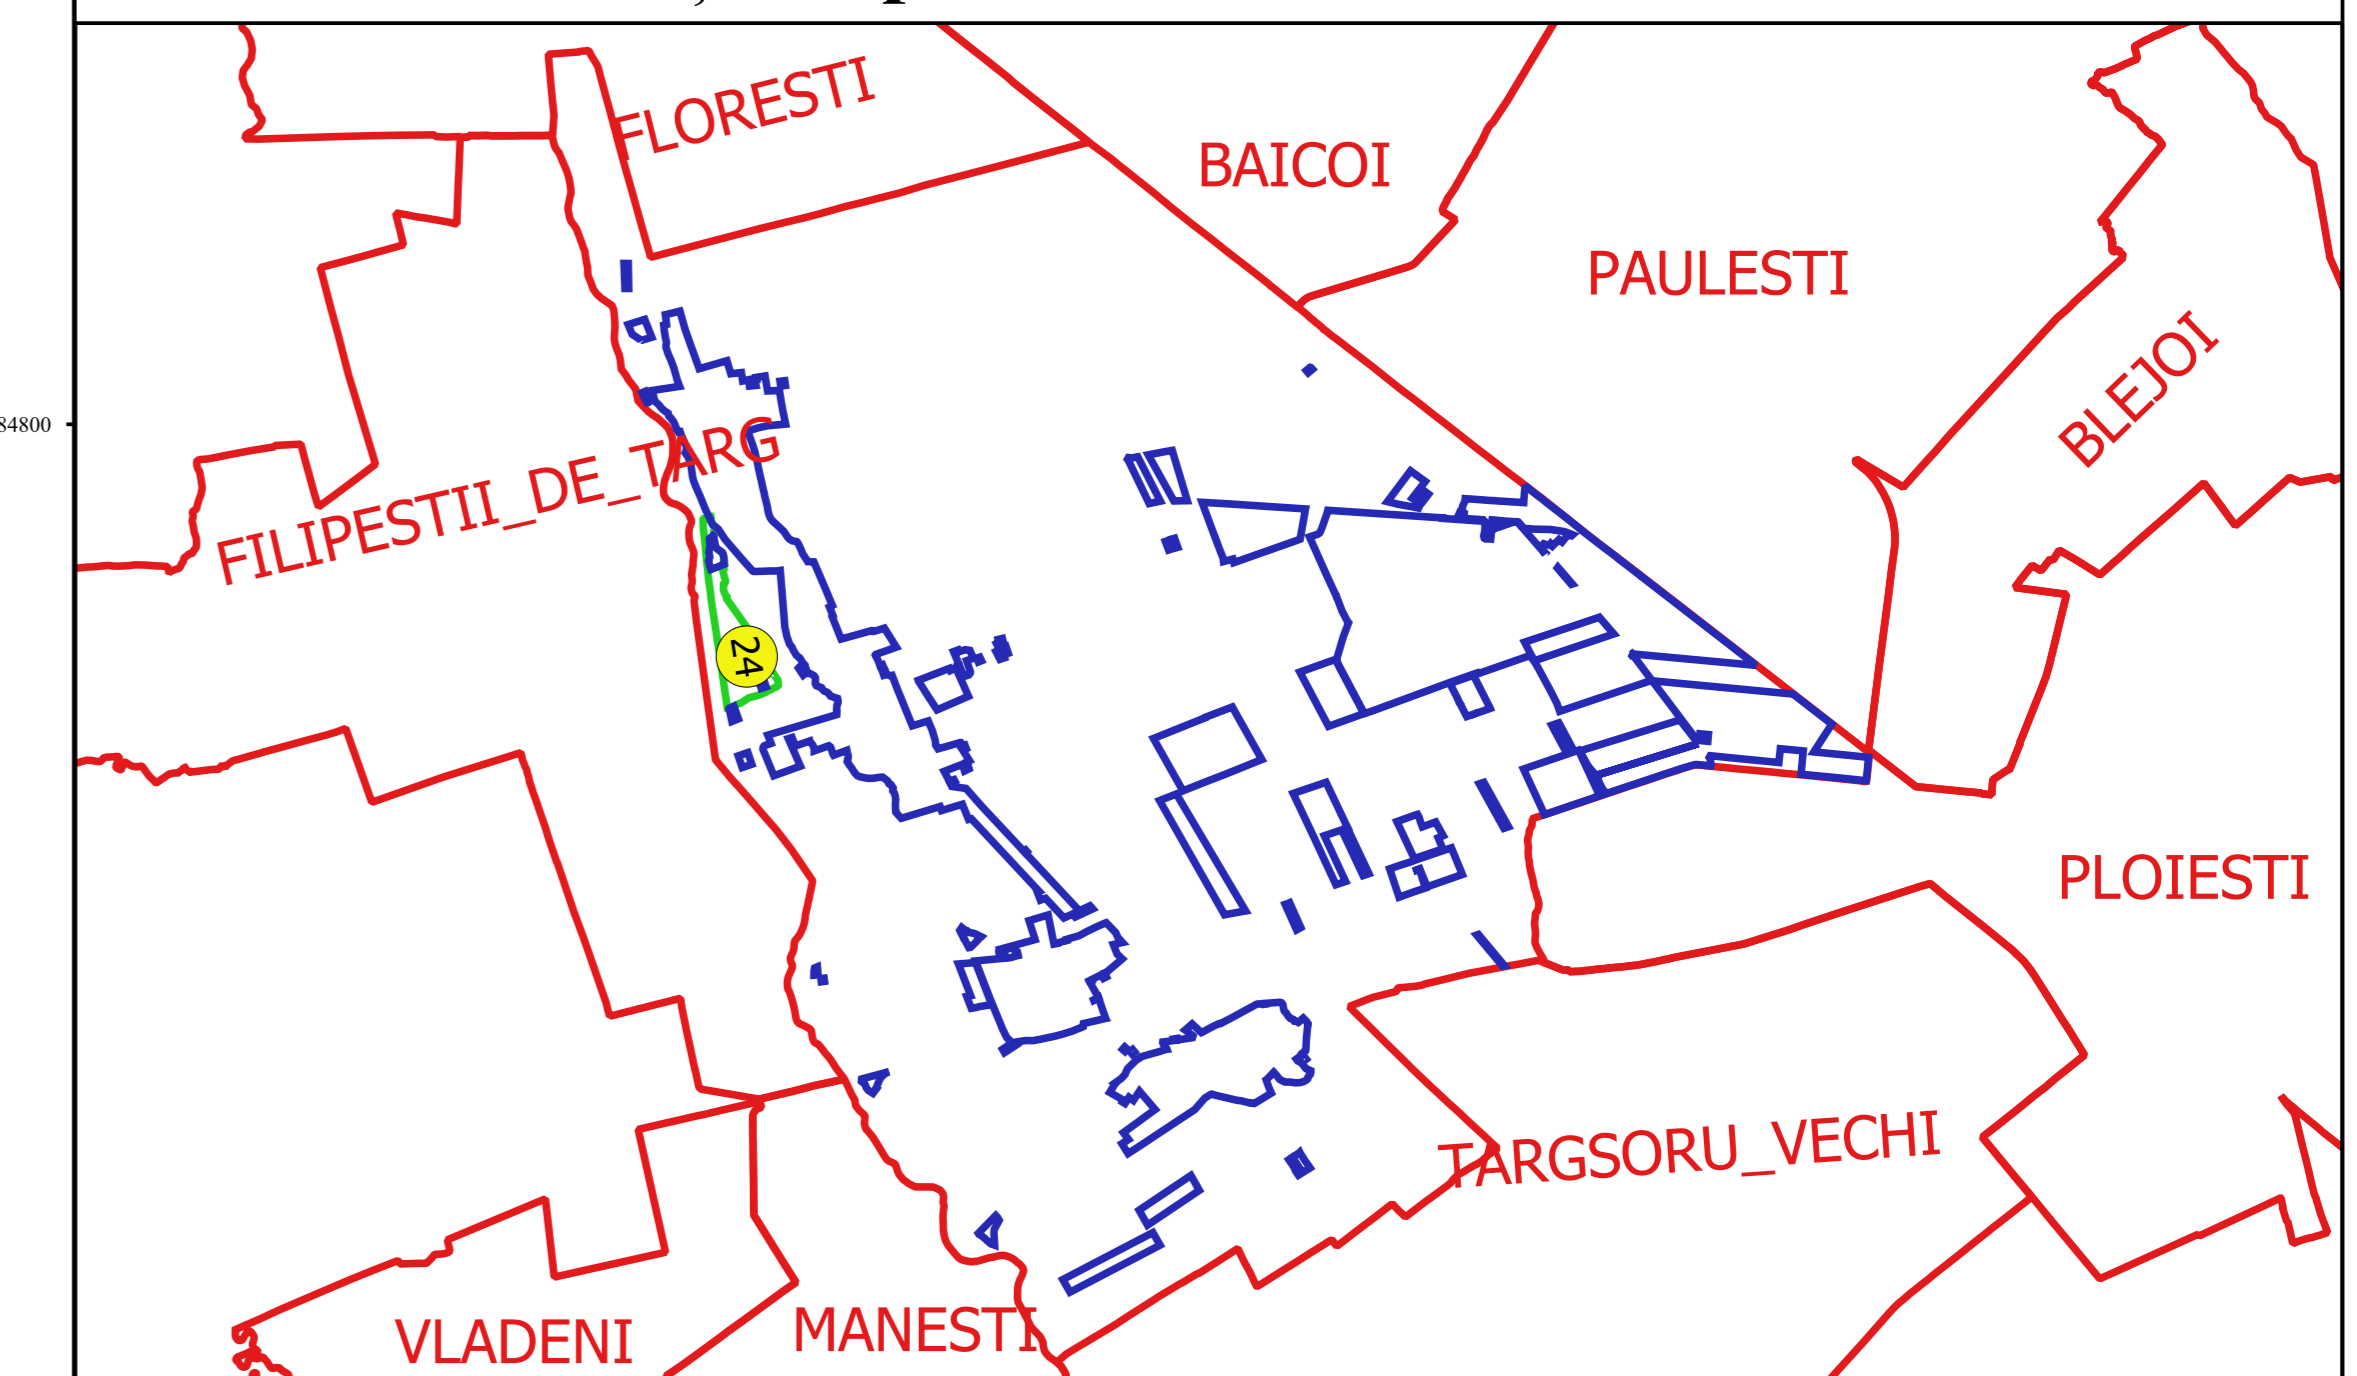 FLORESTI
BAICOI
PAULESTI
BLEJOI
84800
FILIPESTII_DE_TARG
24
PLOIESTI
TARGSORU_VECHI
VLADENI
MANESTI